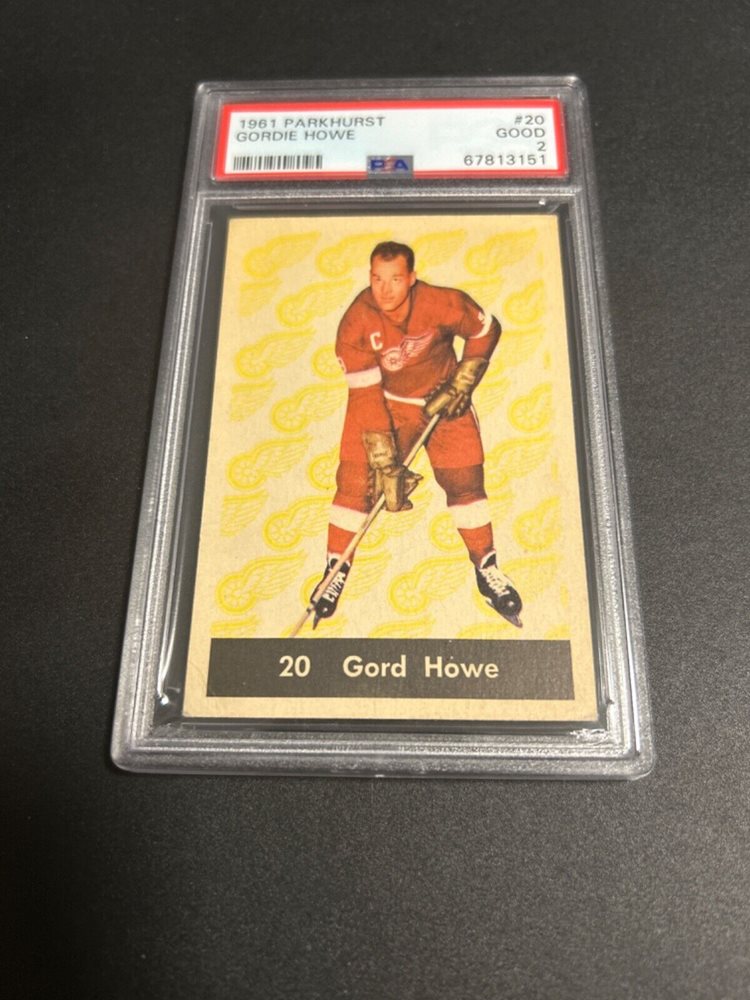 1961 PARKHURST #20
GORDIE HOWE GOOD
2
PSA 67813151
C
20 Gord Howe